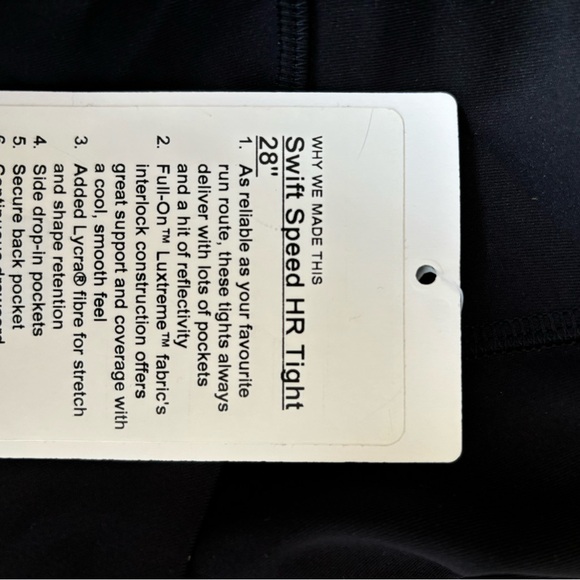 WHY WE MADE THIS
Swift Speed HR Tight
28"
1. As reliable as your favourite
run route, these tights always
deliver with lots of pockets
and a hit of reflectivity
2. Full-On™ Luxtreme™ fabric's
interlock construction offers
great support and coverage with
a cool, smooth feel
3. Added Lycra® fibre for stretch
and shape retention
4. Side drop-in pockets
5. Secure back pocket